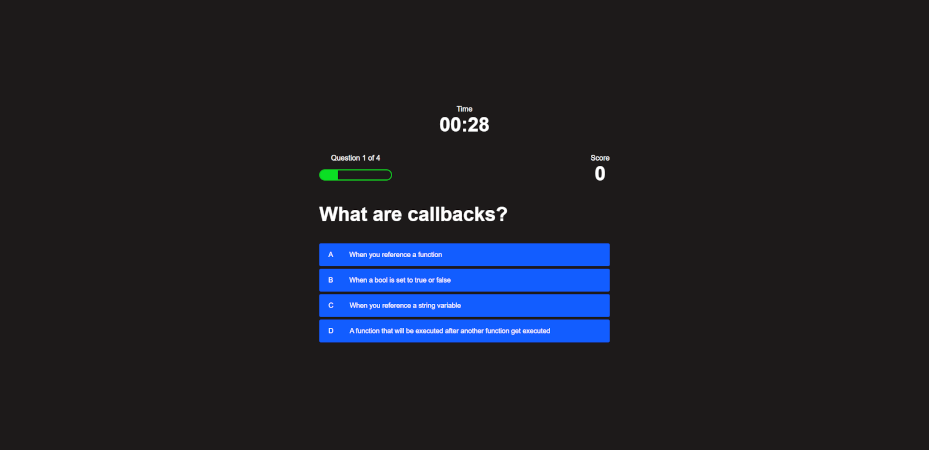 Time
00:28
Question 1 of 4
Score
0
What are callbacks?
A When you reference a function
B When a bool is set to true or false
C When you reference a string variable
D A function that will be executed after another function get executed